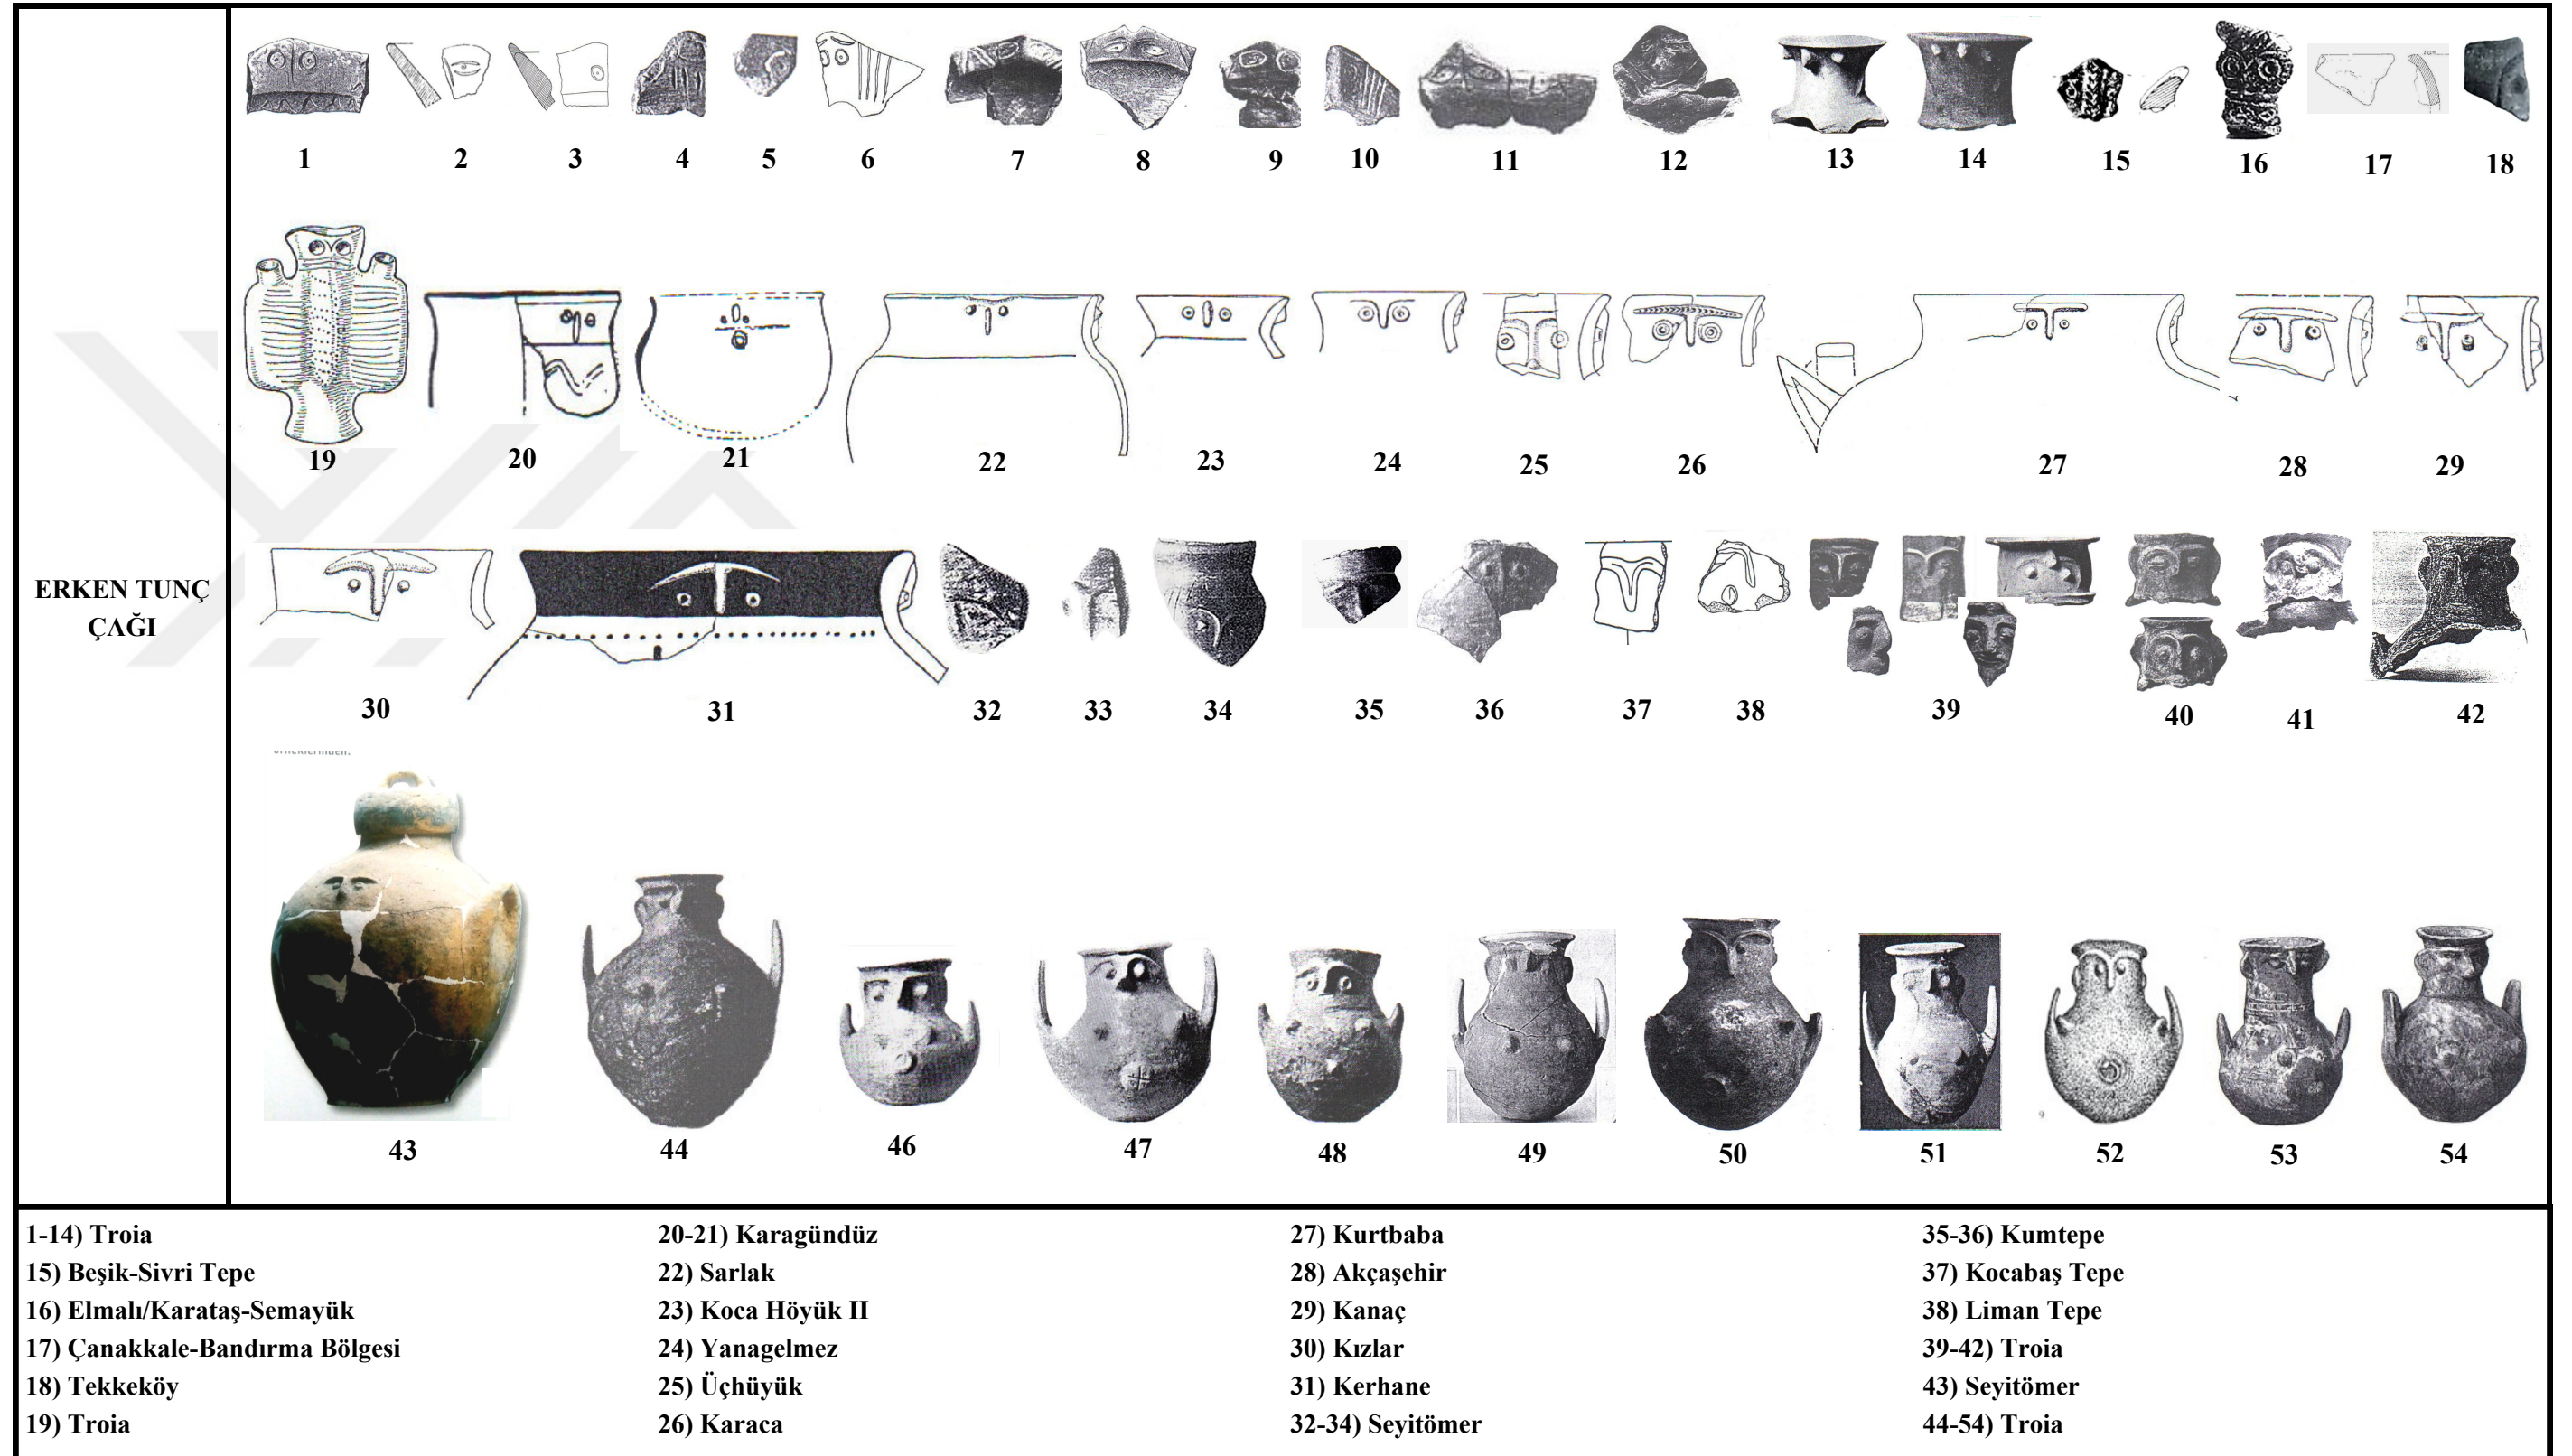 1 2 3 4 5 6 7 8 9 10 11 12 13 14 15 16 17 18
19 20 21 22 23 24 25 26 27 28 29
ERKEN TUNÇ
ÇAĞI
30 31 32 33 34 35 36 37 38 39 40 41 42
43 44 46 47 48 49 50 51 52 53 54
1-14) Troia
15) Beşik-Sivri Tepe
16) Elmalı/Karataş-Semayük
17) Çanakkale-Bandırma Bölgesi
18) Tekkeköy
19) Troia
20-21) Karagündüz
22) Sarlak
23) Koca Höyük II
24) Yanagelmez
25) Üçhüyük
26) Karaca
27) Kurtbaba
28) Akçaşehir
29) Kanaç
30) Kızlar
31) Kerhane
32-34) Seyitömer
35-36) Kumtepe
37) Kocabaş Tepe
38) Liman Tepe
39-42) Troia
43) Seyitömer
44-54) Troia